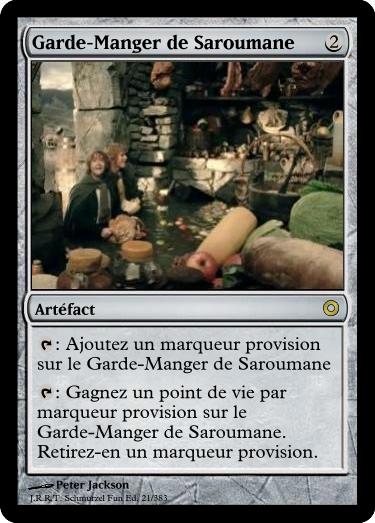 Garde-Manger de Saroumane 2
Artéfact
: Ajoutez un marqueur provision
sur le Garde-Manger de Saroumane
: Gagnez un point de vie par
marqueur provision sur le
Garde-Manger de Saroumane.
Retirez-en un marqueur provision.
Peter Jackson
J.R.R.T. Schmurzel Fun Ed. 21/383